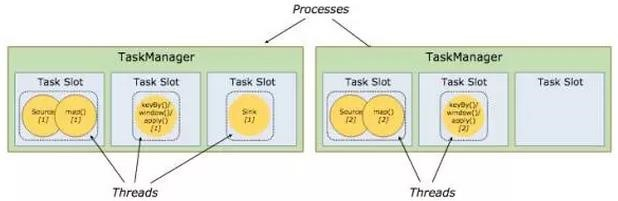 Processes
TaskManager
Task Slot
Source
[1]
map()
[1]
Task Slot
keyBy()/
window()/
apply()
[1]
Task Slot
Sink
[1]
TaskManager
Task Slot
Source
[2]
map()
[2]
Task Slot
keyBy()/
window()/
apply()
[2]
Task Slot
Threads
Threads